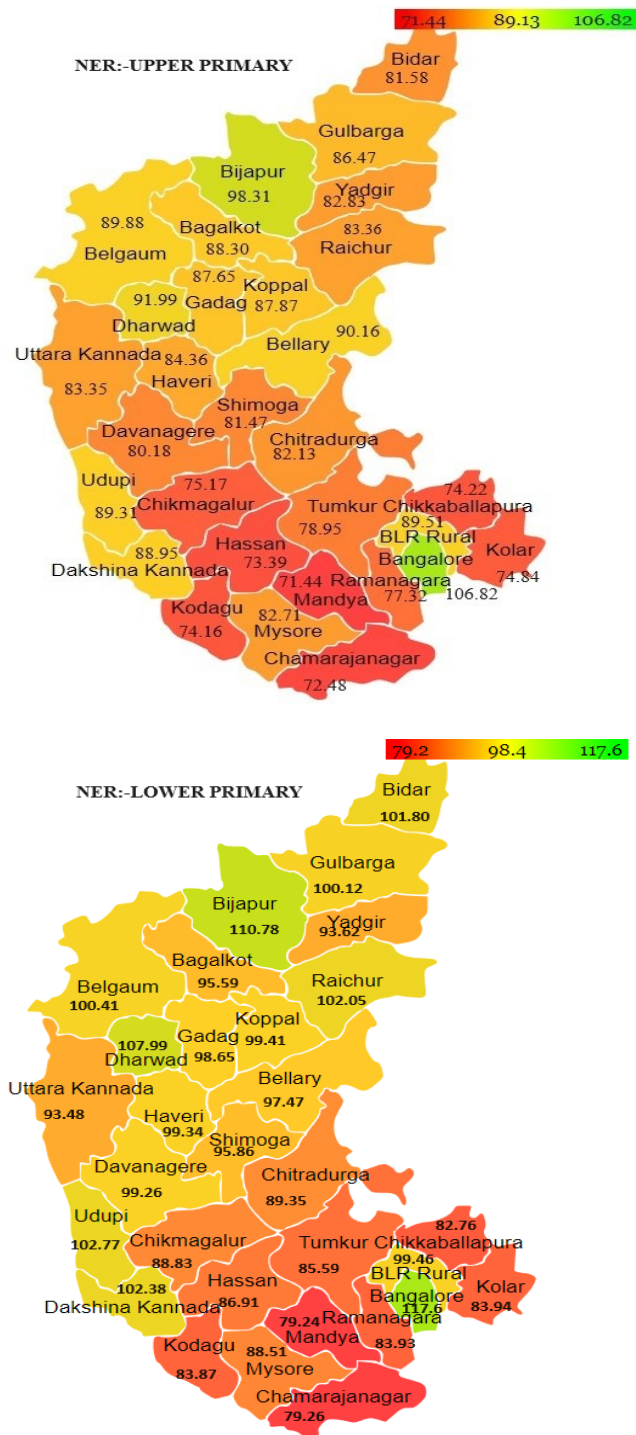 71.44 89.13 106.82
NER:-UPPER PRIMARY
Bidar
81.58
Gulbarga
86.47
Bijapur
98.31
Yadgir
82.83
89.88
Bagalkot
88.30
83.36
Raichur
Belgaum
87.65
Koppal
91.99
Gadag
87.87
Dharwad
90.16
Bellary
Uttara Kannada
84.36
83.35
Haveri
Shimoga
81.47
Davanagere
80.18
Chitradurga
82.13
Udupi
75.17
74.22
89.31
Chikmagalur
Tumkur
Chikkaballapura
78.95
89.51
BLR Rural
88.95
Hassan
73.39
Bangalore
Kolar
Dakshina Kannada
71.44
Ramanagara
74.84
Kodagu
82.71
Mandya
77.32
106.82
74.16
Mysore
Chamarajanagar
72.48
79.2 98.4 117.6
NER:-LOWER PRIMARY
Bidar
101.80
Gulbarga
100.12
Bijapur
110.78
Yadgir
93.62
Bagalkot
95.59
Raichur
102.05
Belgaum
100.41
Koppal
99.41
107.99
Dharwad
Gadag
98.65
Bellary
97.47
Uttara Kannada
93.48
Haveri
99.34
Shimoga
95.86
Davanagere
99.26
Chitradurga
89.35
Udupi
102.77
82.76
Chikmagalur
88.83
Tumkur
Chikkaballapura
85.59
99.46
BLR Rural
102.38
Dakshina Kannada
Hassan
86.91
Bangalore
117.6
Kolar
83.94
79.24
Mandya
Ramanagara
83.93
Kodagu
83.87
88.51
Mysore
Chamarajanagar
79.26